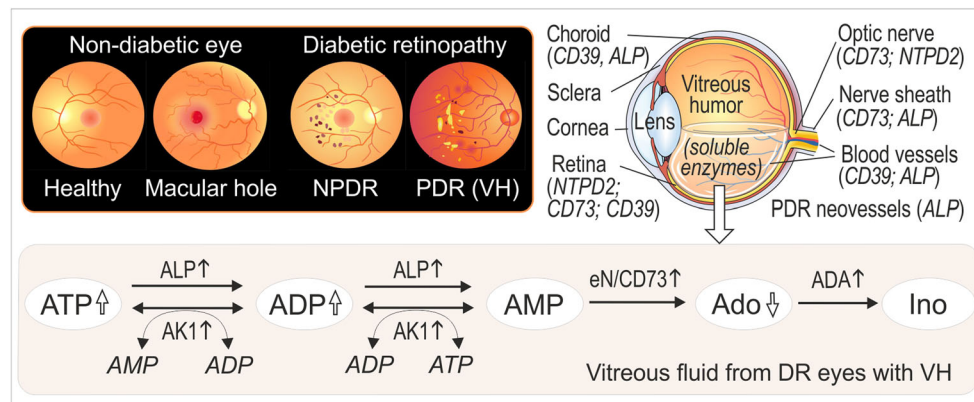 Non-diabetic eye
Diabetic retinopathy
Healthy
Macular hole
NPDR
PDR (VH)
Choroid
(CD39, ALP)
Sclera
Cornea
Retina
(NTPD2;
CD73; CD39)
Lens
Vitreous
humor
(soluble
enzymes)
Optic nerve
(CD73; NTPD2)
Nerve sheath
(CD73; ALP)
Blood vessels
(CD39; ALP)
PDR neovessels (ALP)
ATP⇧
ALP↑
AK1↑
AMP
ADP
ADP⇧
ALP↑
AK1↑
ADP
ATP
AMP
eN/CD73↑
Ado⇩
ADA↑
Ino
Vitreous fluid from DR eyes with VH